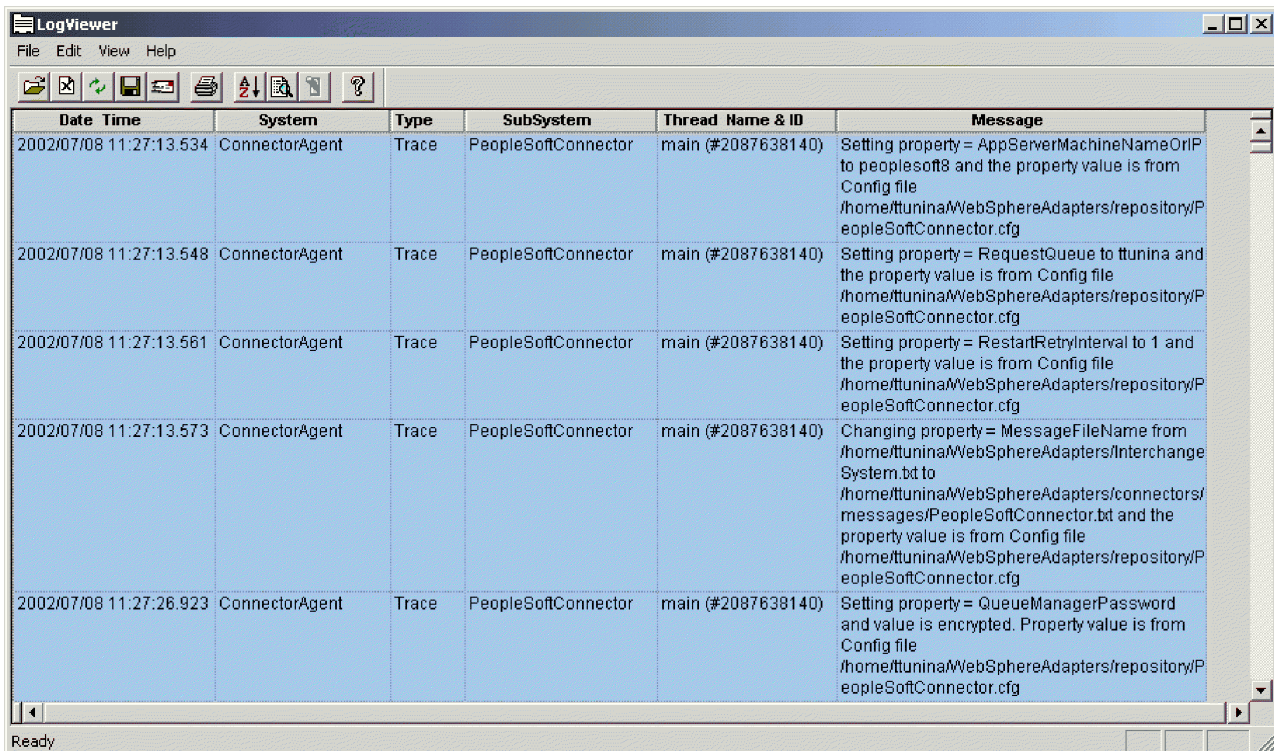 LogViewer
File Edit View Help
Date Time System Type SubSystem Thread Name & ID Message
2002/07/08 11:27:13.534 ConnectorAgent Trace PeopleSoftConnector main (#2087638140) Setting property = AppServerMachineNameOrIP
to peoplesoft8 and the property value is from
Config file
/home/ttunina/WebSphereAdapters/repository/P
eopleSoftConnector.cfg
2002/07/08 11:27:13.548 ConnectorAgent Trace PeopleSoftConnector main (#2087638140) Setting property = RequestQueue to ttunina and
the property value is from Config file
/home/ttunina/WebSphereAdapters/repository/P
eopleSoftConnector.cfg
2002/07/08 11:27:13.561 ConnectorAgent Trace PeopleSoftConnector main (#2087638140) Setting property = RestartRetryInterval to 1 and
the property value is from Config file
/home/ttunina/WebSphereAdapters/repository/P
eopleSoftConnector.cfg
2002/07/08 11:27:13.573 ConnectorAgent Trace PeopleSoftConnector main (#2087638140) Changing property = MessageFileName from
/home/ttunina/WebSphereAdapters/Interchange
System.txt to
/home/ttunina/WebSphereAdapters/connectors/
messages/PeopleSoftConnector.txt and the
property value is from Config file
/home/ttunina/WebSphereAdapters/repository/P
eopleSoftConnector.cfg
2002/07/08 11:27:26.923 ConnectorAgent Trace PeopleSoftConnector main (#2087638140) Setting property = QueueManagerPassword
and value is encrypted. Property value is from
Config file
/home/ttunina/WebSphereAdapters/repository/P
eopleSoftConnector.cfg
Ready